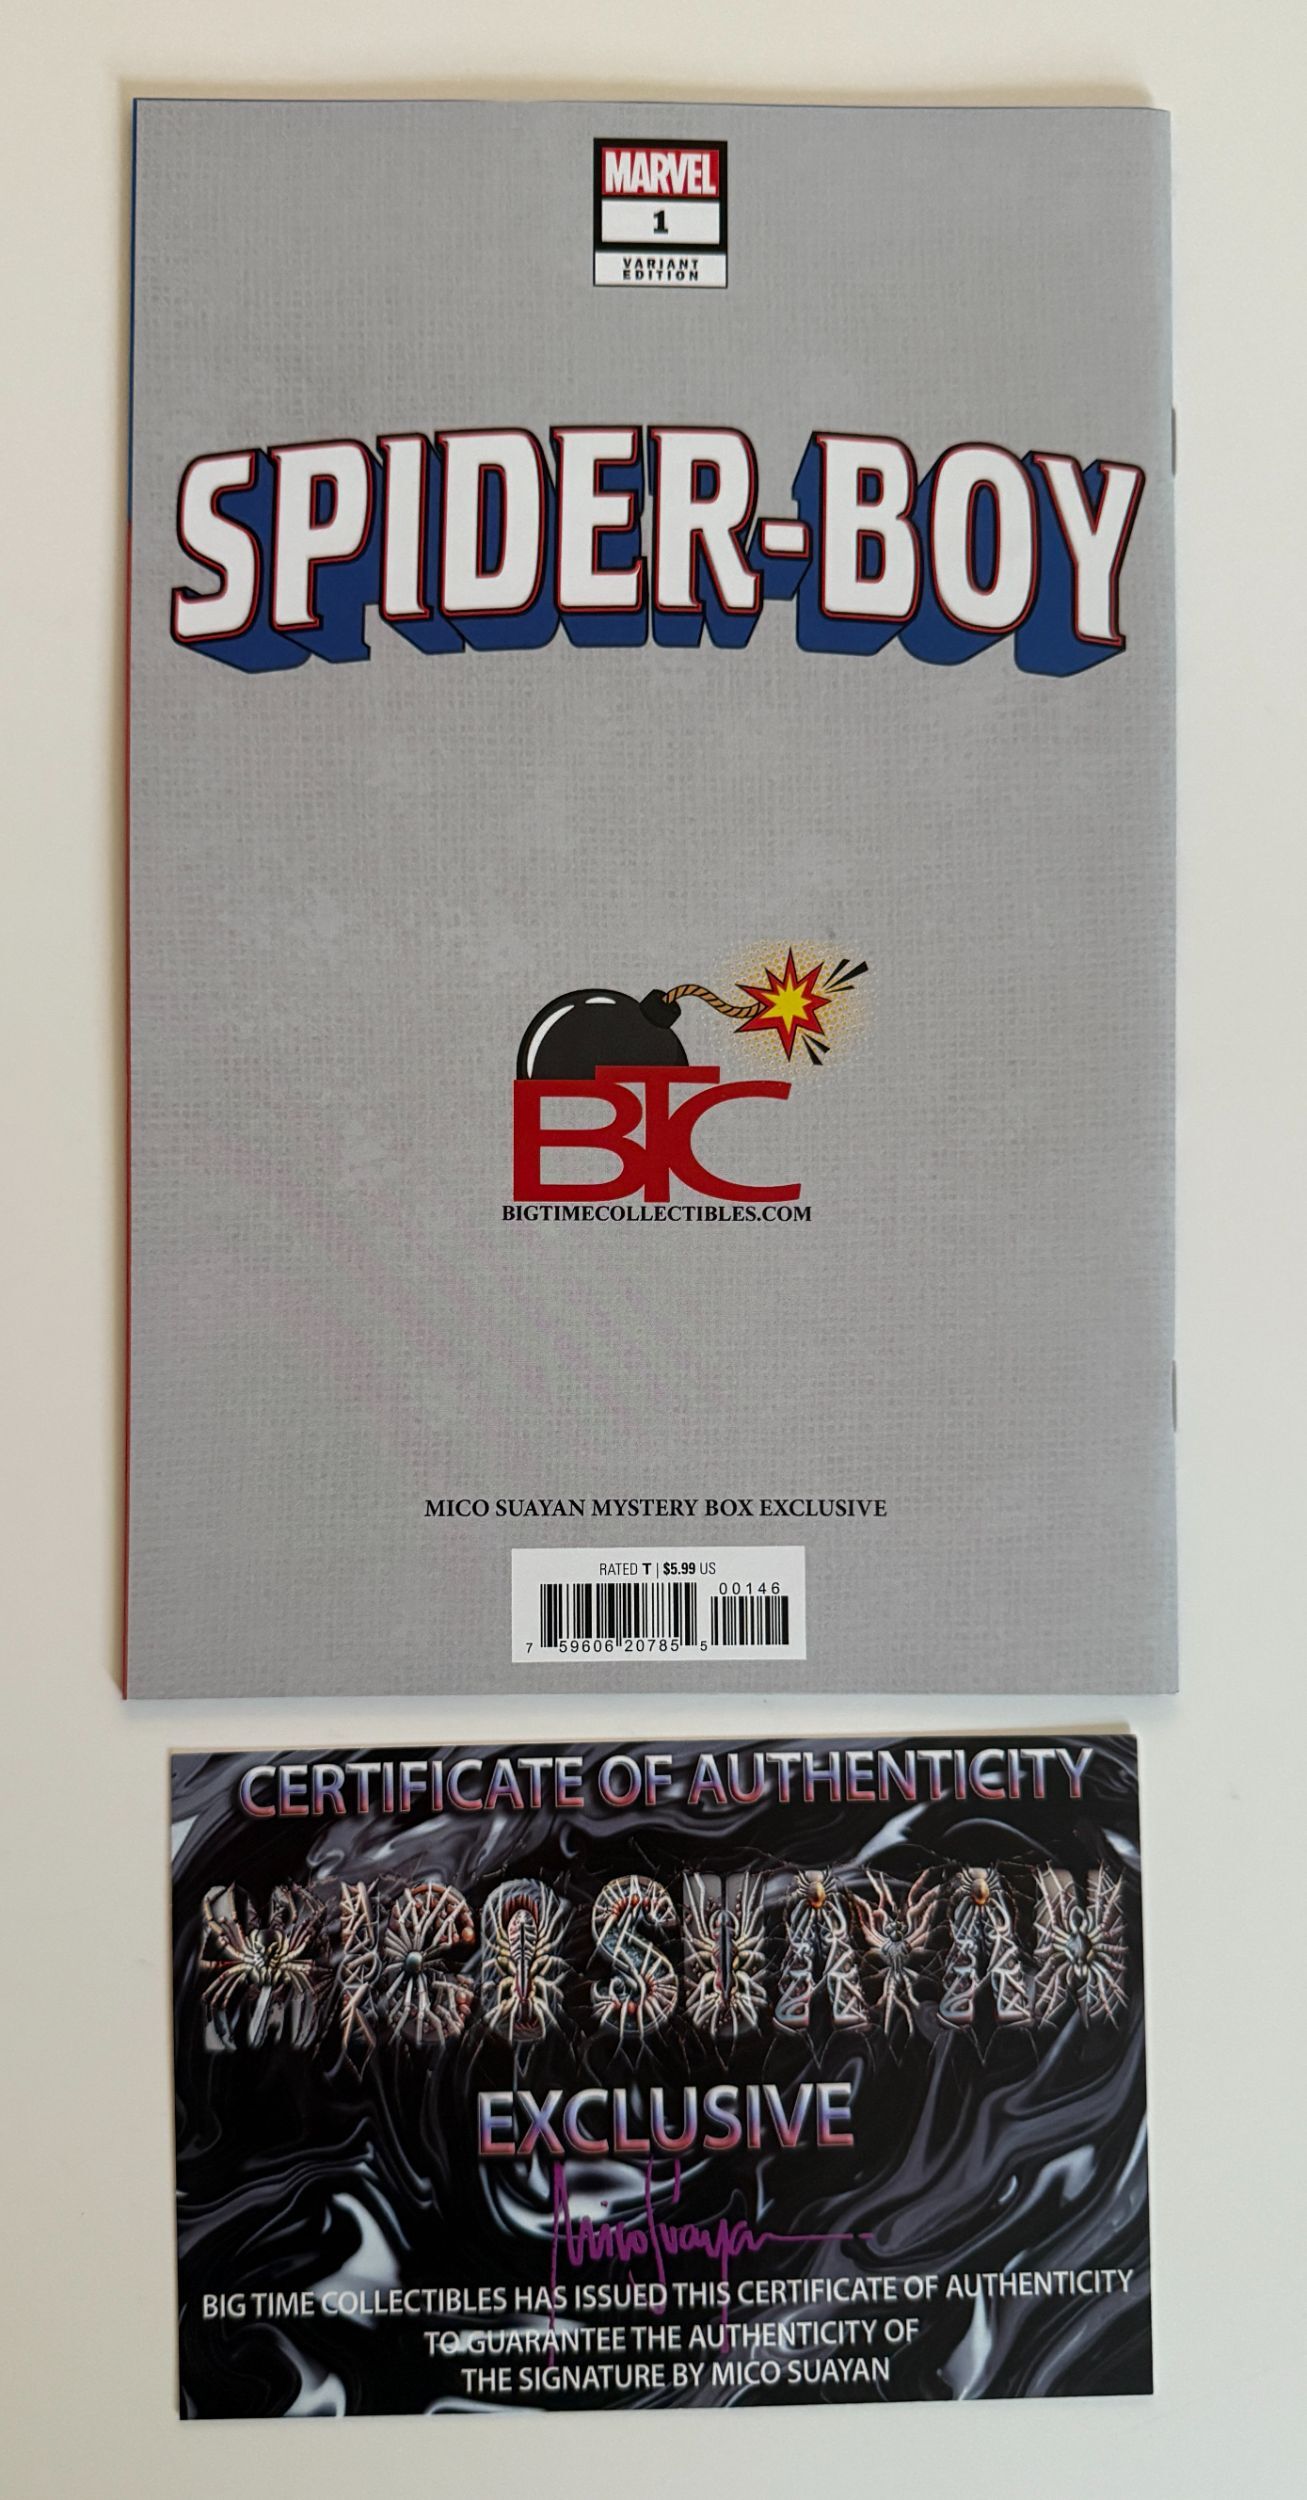 MARVEL
1
VARIANT
EDITION
SPIDER-BOY
BTC
BIGTIMECOLLECTIBLES.COM
MICO SUAYAN MYSTERY BOX EXCLUSIVE
RATED T | $5.99 US
00146
7 59606 20785 5
CERTIFICATE OF AUTHENTICITY
MICO SUAYAN
EXCLUSIVE
Mico Suayan
BIG TIME COLLECTIBLES HAS ISSUED THIS CERTIFICATE OF AUTHENTICITY
TO GUARANTEE THE AUTHENTICITY OF
THE SIGNATURE BY MICO SUAYAN